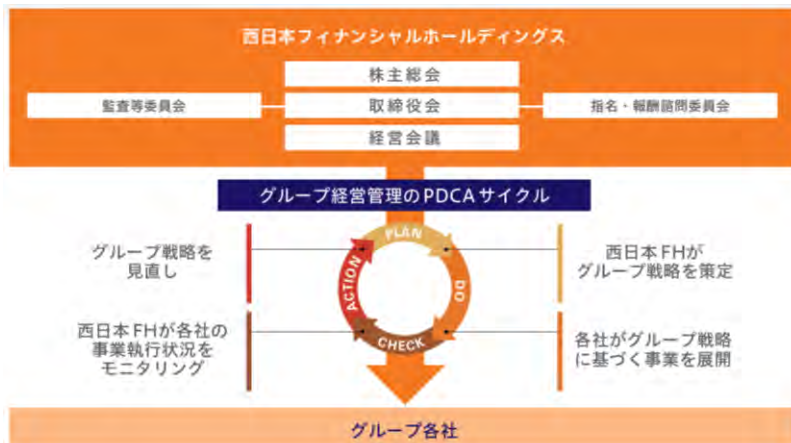 西日本フィナンシャルホールディングス
株主総会
監査等委員会
取締役会
指名・報酬諮問委員会
経営会議
グループ経営管理のPDCAサイクル
グループ戦略を
見直し
PLAN
西日本FHが
グループ戦略を策定
ACTION
DO
西日本FHが各社の
事業執行状況を
モニタリング
CHECK
各社がグループ戦略
に基づく事業を展開
グループ各社